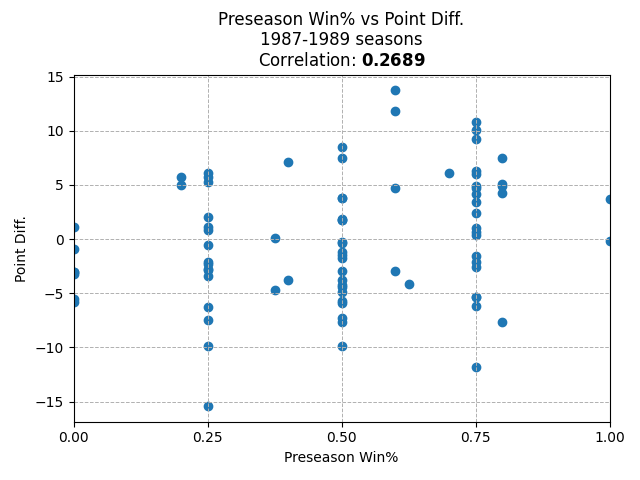 Preseason Win% vs Point Diff.
1987-1989 seasons
Correlation: 0.2689
15
10
5
0
−5
−10
−15
Point Diff.
0.00 0.25 0.50 0.75 1.00
Preseason Win%